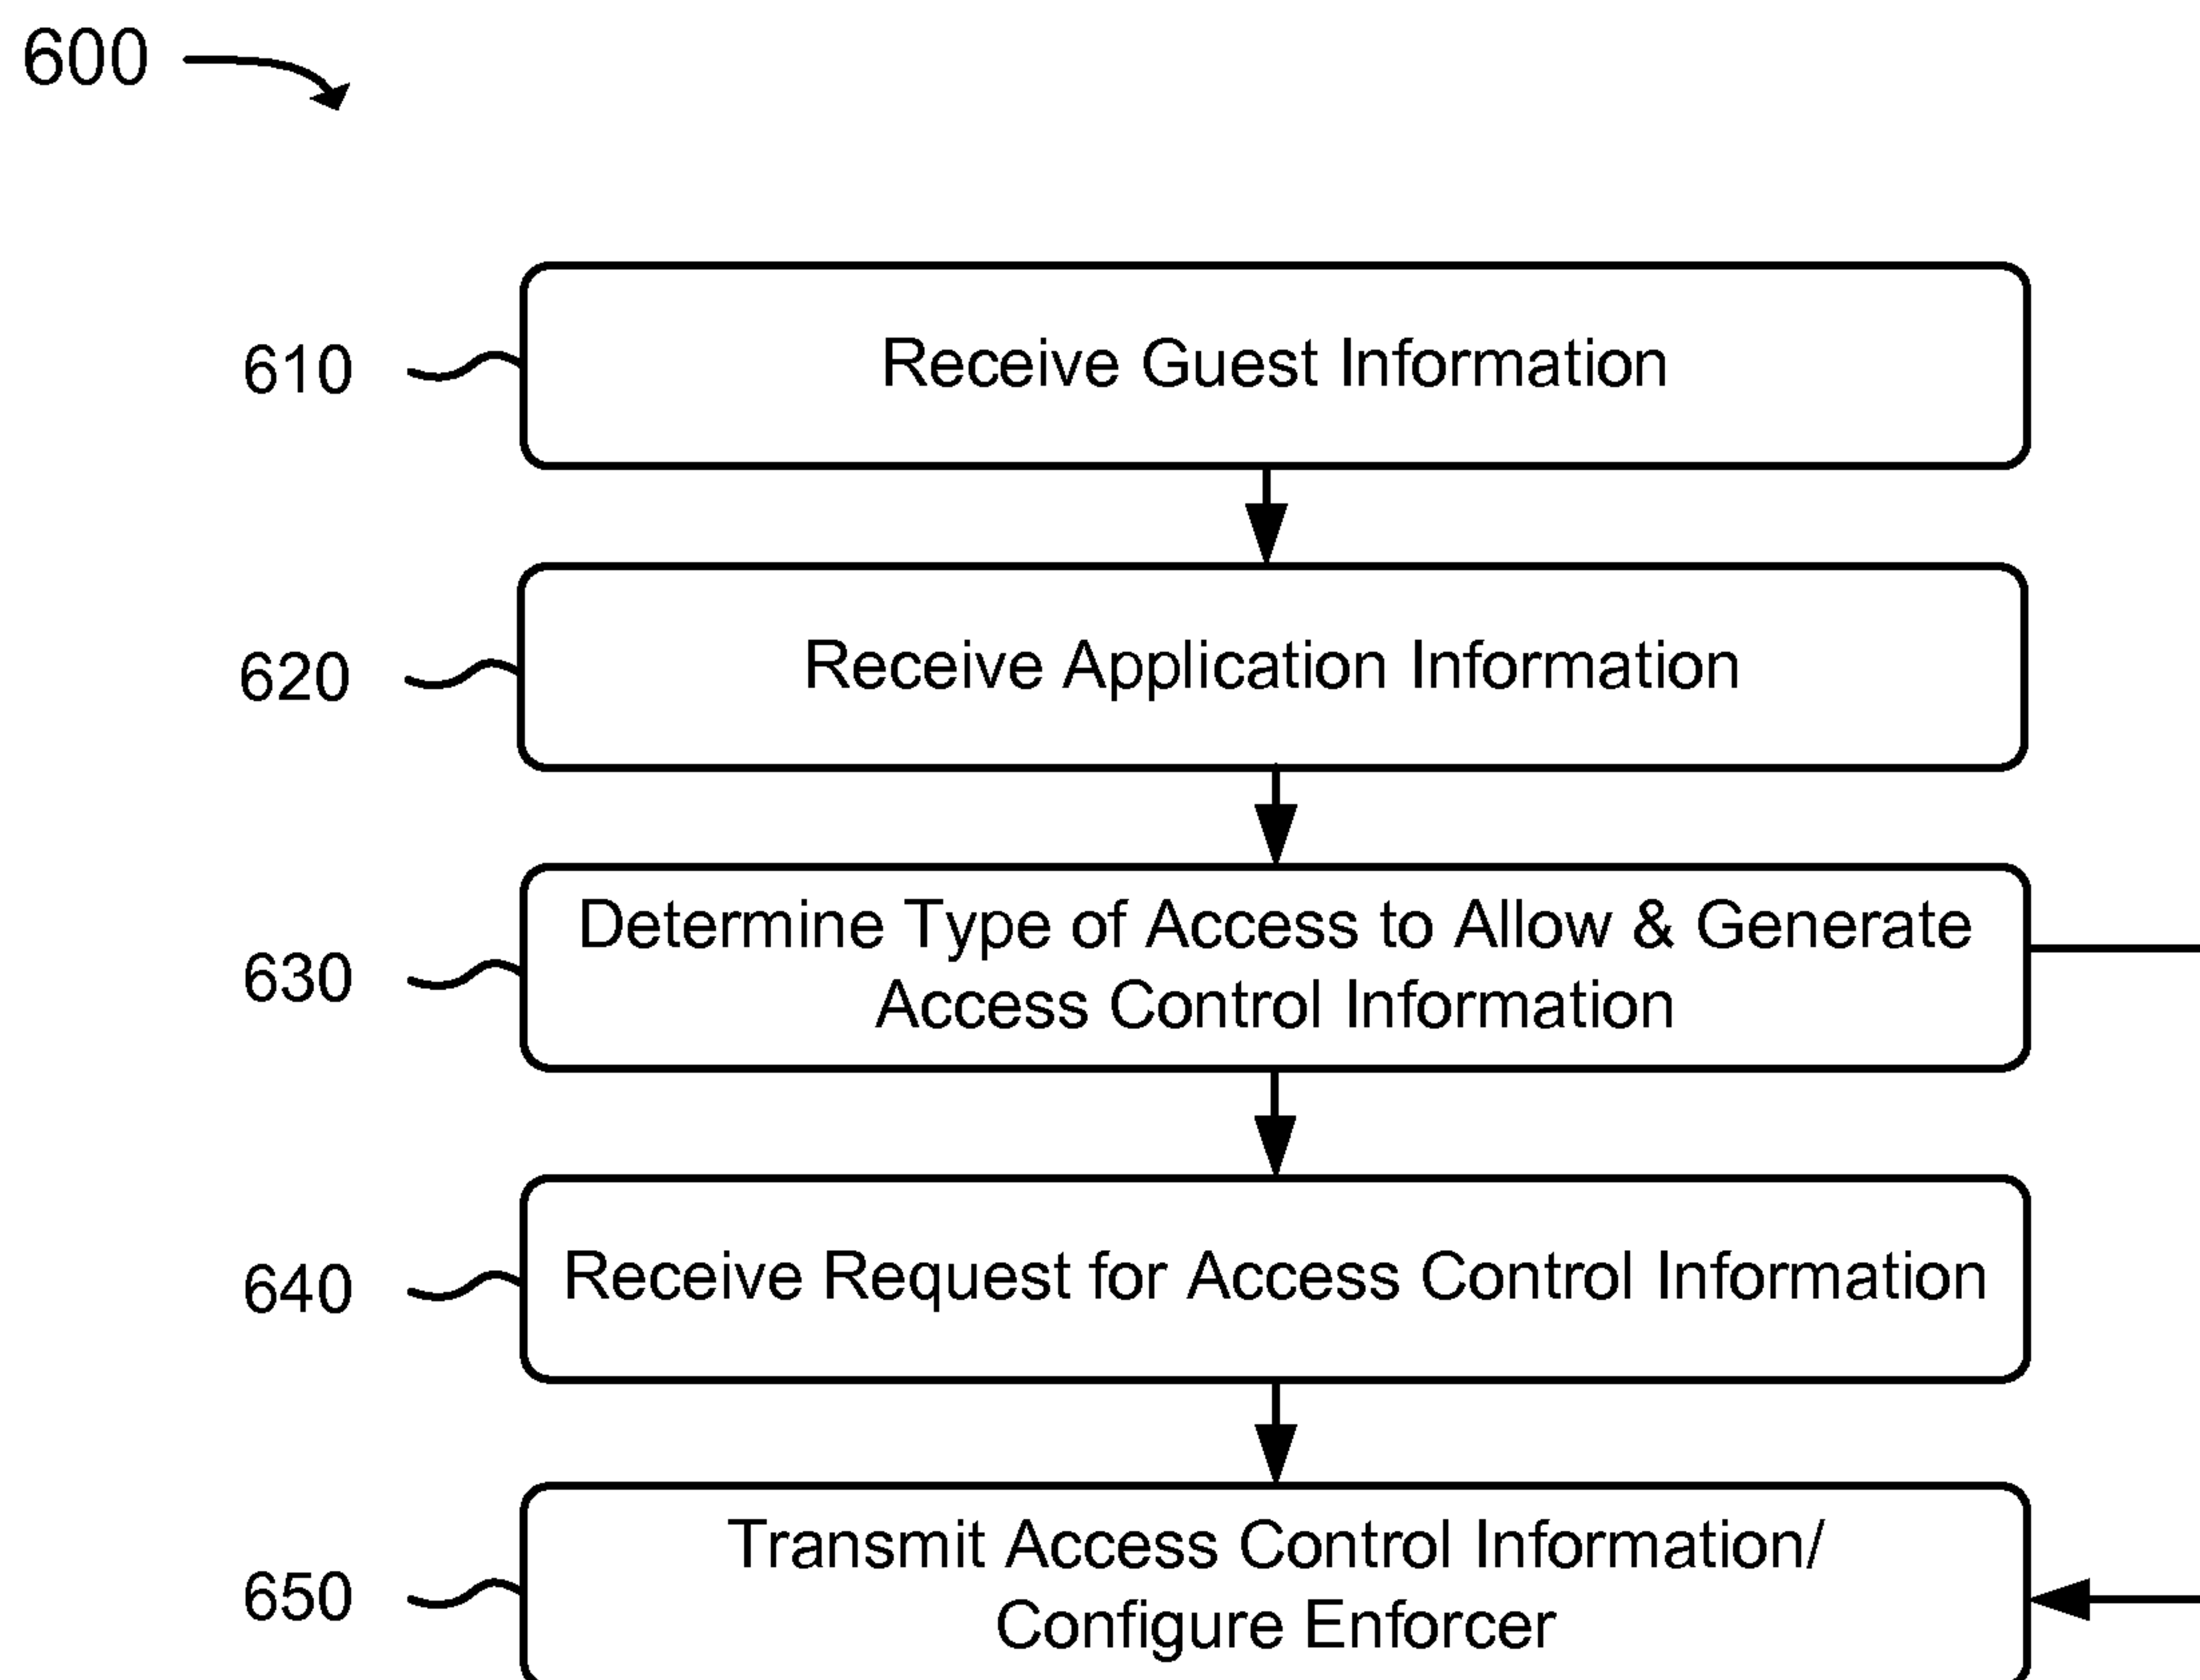 600
610
Receive Guest Information
620
Receive Application Information
630
Determine Type of Access to Allow & Generate
Access Control Information
640
Receive Request for Access Control Information
650
Transmit Access Control Information/
Configure Enforcer